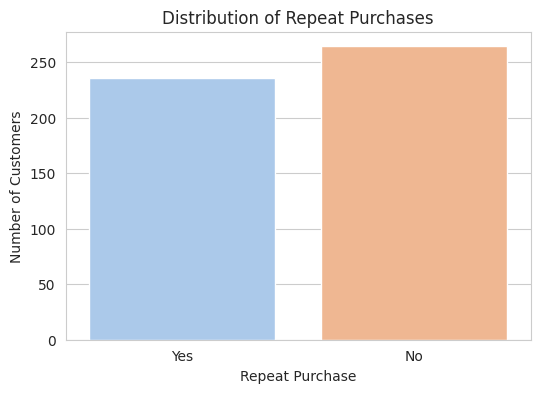 Distribution of Repeat Purchases
Number of Customers
250
200
150
100
50
0
Yes
No
Repeat Purchase